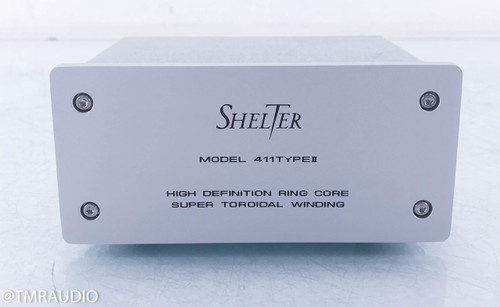 SHELTER
MODEL 411TYPEⅡ
HIGH DEFINITION RING CORE
SUPER TOROIDAL WINDING
@TMRAUDIO